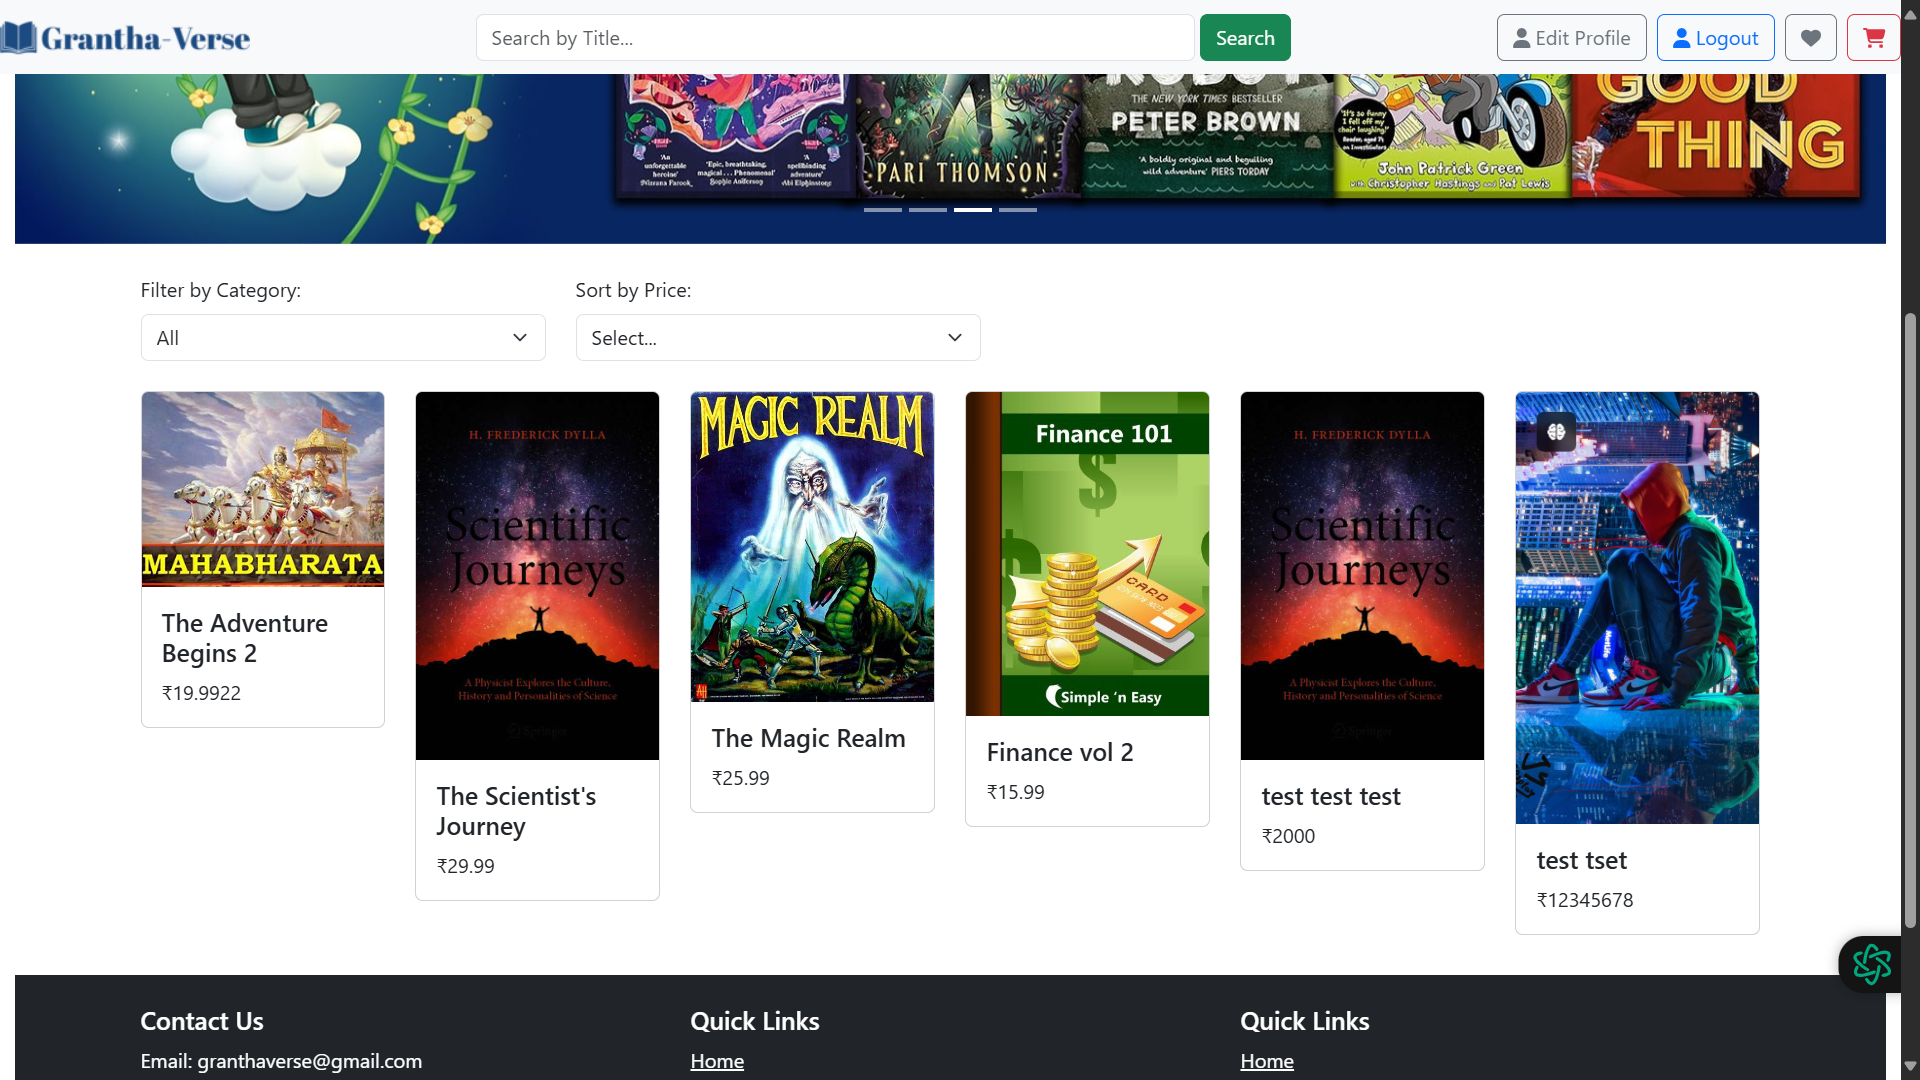 Grantha-Verse
Search by Title...
Search
Edit Profile
Logout
'An
unforgettable
heroine'
'Epic, breathtaking,
magical . . . Phenomenal'
Sophie Anderson
'A
spellbinding
adventure'
Abi Elphinstone
PARI THOMSON
ROBOT
THE NEW YORK TIMES BESTSELLER
PETER BROWN
'A boldly original and beguiling
wild adventure' PIERS TORDAY
'It's so funny
I fell off my
chair laughing!'
John Patrick Green
with Christopher Hastings and Pat Lewis
GOOD
THING
Filter by Category:
All
Sort by Price:
Select...
MAHABHARATA
The Adventure
Begins 2
₹19.9922
H. FREDERICK DYLLA
Scientific
Journeys
A Physicist Explores the Culture,
History and Personalities of Science
Springer
The Scientist's
Journey
₹29.99
MAGIC REALM
AH
The Magic Realm
₹25.99
Finance 101
$
CARD
Simple 'n Easy
Finance vol 2
₹15.99
H. FREDERICK DYLLA
Scientific
Journeys
A Physicist Explores the Culture,
History and Personalities of Science
Springer
test test test
₹2000
MetLife
test tset
₹12345678
Contact Us
Email: granthaverse@gmail.com
Quick Links
Home
Quick Links
Home